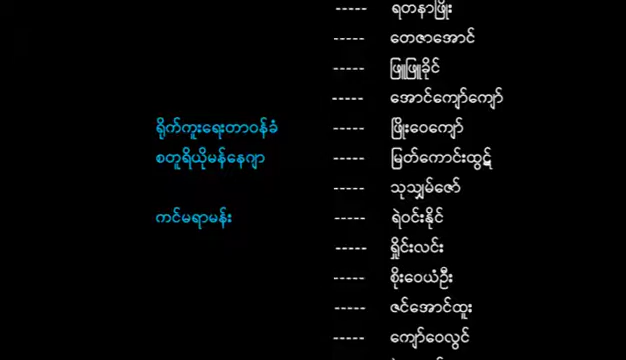 ----- ရတနာဖြိုး
----- တေဇာအောင်
----- ဖြူဖြူခိုင်
----- အောင်ကျော်ကျော်
ရိုက်ကူးရေးတာဝန်ခံ ----- ဖြိုးဝေကျော်
စတူဒီယိုမန်နေဂျာ ----- မြတ်ကောင်းထွဋ်
----- သုသျှမ်ဇော်
ကင်မရာမန်း ----- ရဲဝင်းနိုင်
----- ရှိုင်းလင်း
----- စိုးဝေယံဦး
----- ဇင်အောင်ထူး
----- ကျော်ဝေလွင်